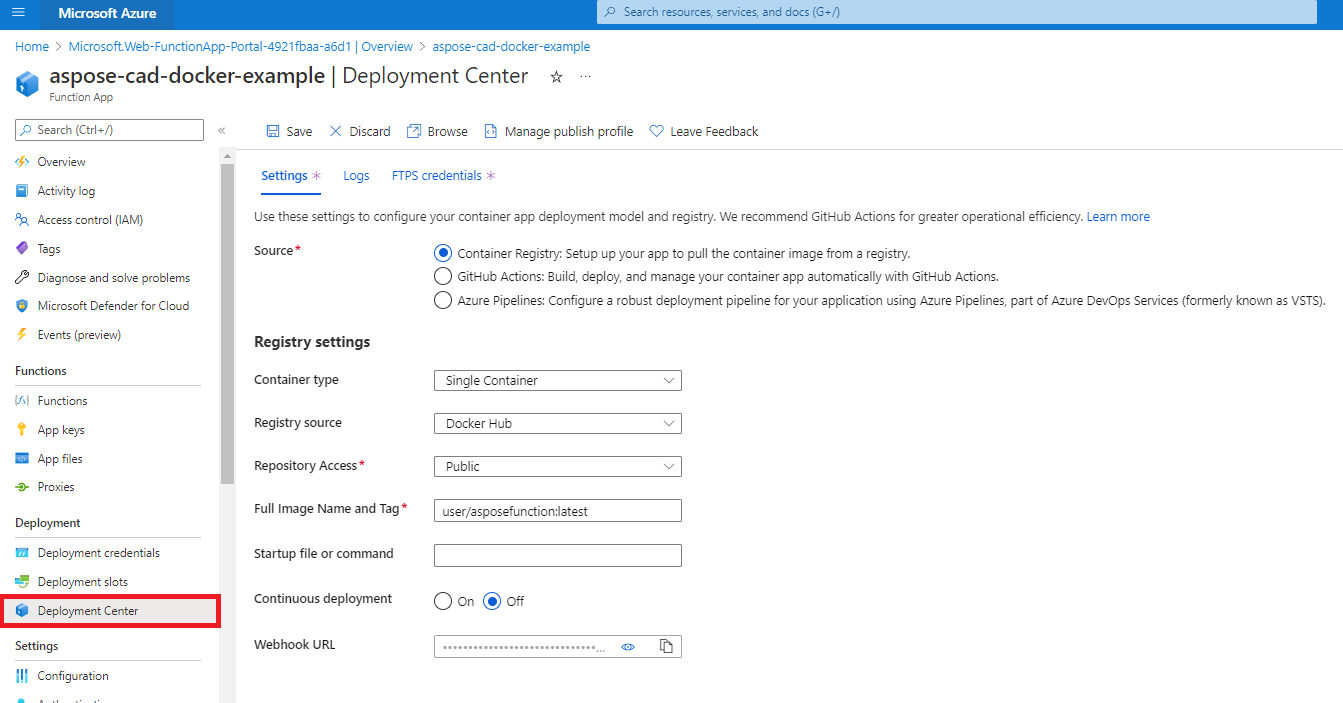 Microsoft Azure
Search resources, services, and docs (G+/)
Home > Microsoft.Web-FunctionApp-Portal-4921fbaa-a6d1 | Overview > aspose-cad-docker-example
aspose-cad-docker-example | Deployment Center
Function App
Search (Ctrl+/)
Overview
Activity log
Access control (IAM)
Tags
Diagnose and solve problems
Microsoft Defender for Cloud
Events (preview)
Functions
Functions
App keys
App files
Proxies
Deployment
Deployment credentials
Deployment slots
Deployment Center
Settings
Configuration
Save Discard Browse Manage publish profile Leave Feedback
Settings * Logs FTPS credentials *
Use these settings to configure your container app deployment model and registry. We recommend GitHub Actions for greater operational efficiency. Learn more
Source*
Container Registry: Setup up your app to pull the container image from a registry.
GitHub Actions: Build, deploy, and manage your container app automatically with GitHub Actions.
Azure Pipelines: Configure a robust deployment pipeline for your application using Azure Pipelines, part of Azure DevOps Services (formerly known as VSTS).
Registry settings
Container type Single Container
Registry source Docker Hub
Repository Access* Public
Full Image Name and Tag* user/asposefunction:latest
Startup file or command
Continuous deployment On Off
Webhook URL